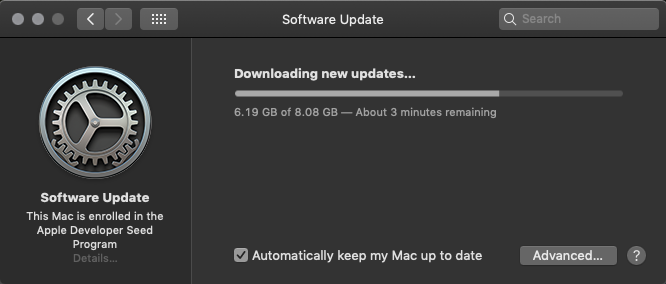 Software Update
Search
Downloading new updates...
6.19 GB of 8.08 GB — About 3 minutes remaining
Software Update
This Mac is enrolled in the
Apple Developer Seed
Program
Details...
Automatically keep my Mac up to date
Advanced...
?